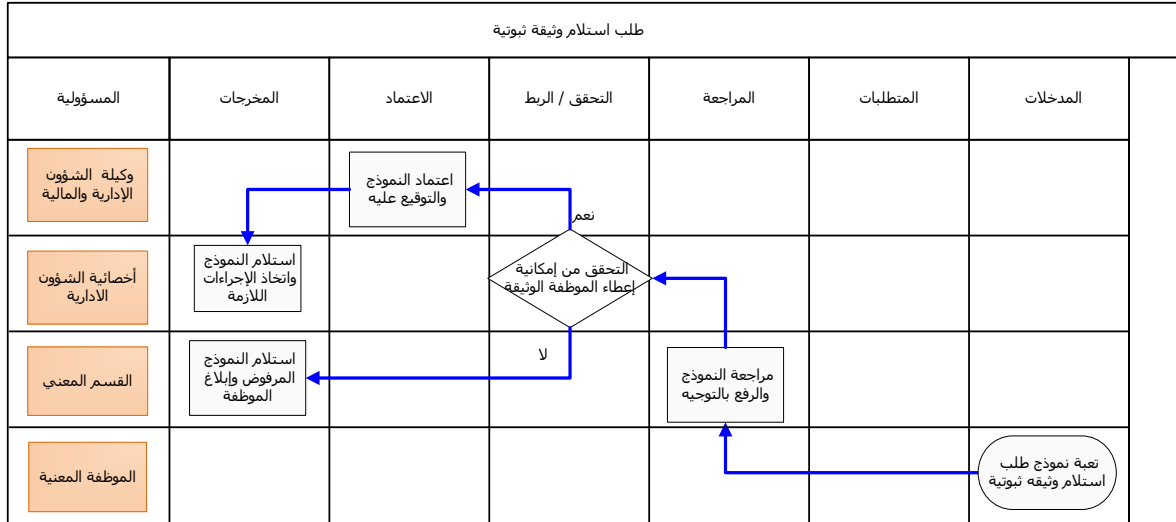 طلب استلام وثيقة ثبوتية
المدخلات
المتطلبات
المراجعة
التحقق / الربط
الاعتماد
المخرجات
المسؤولية
اعتماد النموذج
والتوقيع عليه
وكيلة الشؤون
الإدارية والمالية
نعم
التحقق من إمكانية
إعطاء الموظفة الوثيقة
استلام النموذج
واتخاذ الإجراءات
اللازمة
أخصائية الشؤون
الادارية
مراجعة النموذج
والرفع بالتوجيه
لا
استلام النموذج
المرفوض وإبلاغ
الموظفة
القسم المعني
تعبة نموذج طلب
استلام وثيقه ثبوتية
الموظفة المعنية